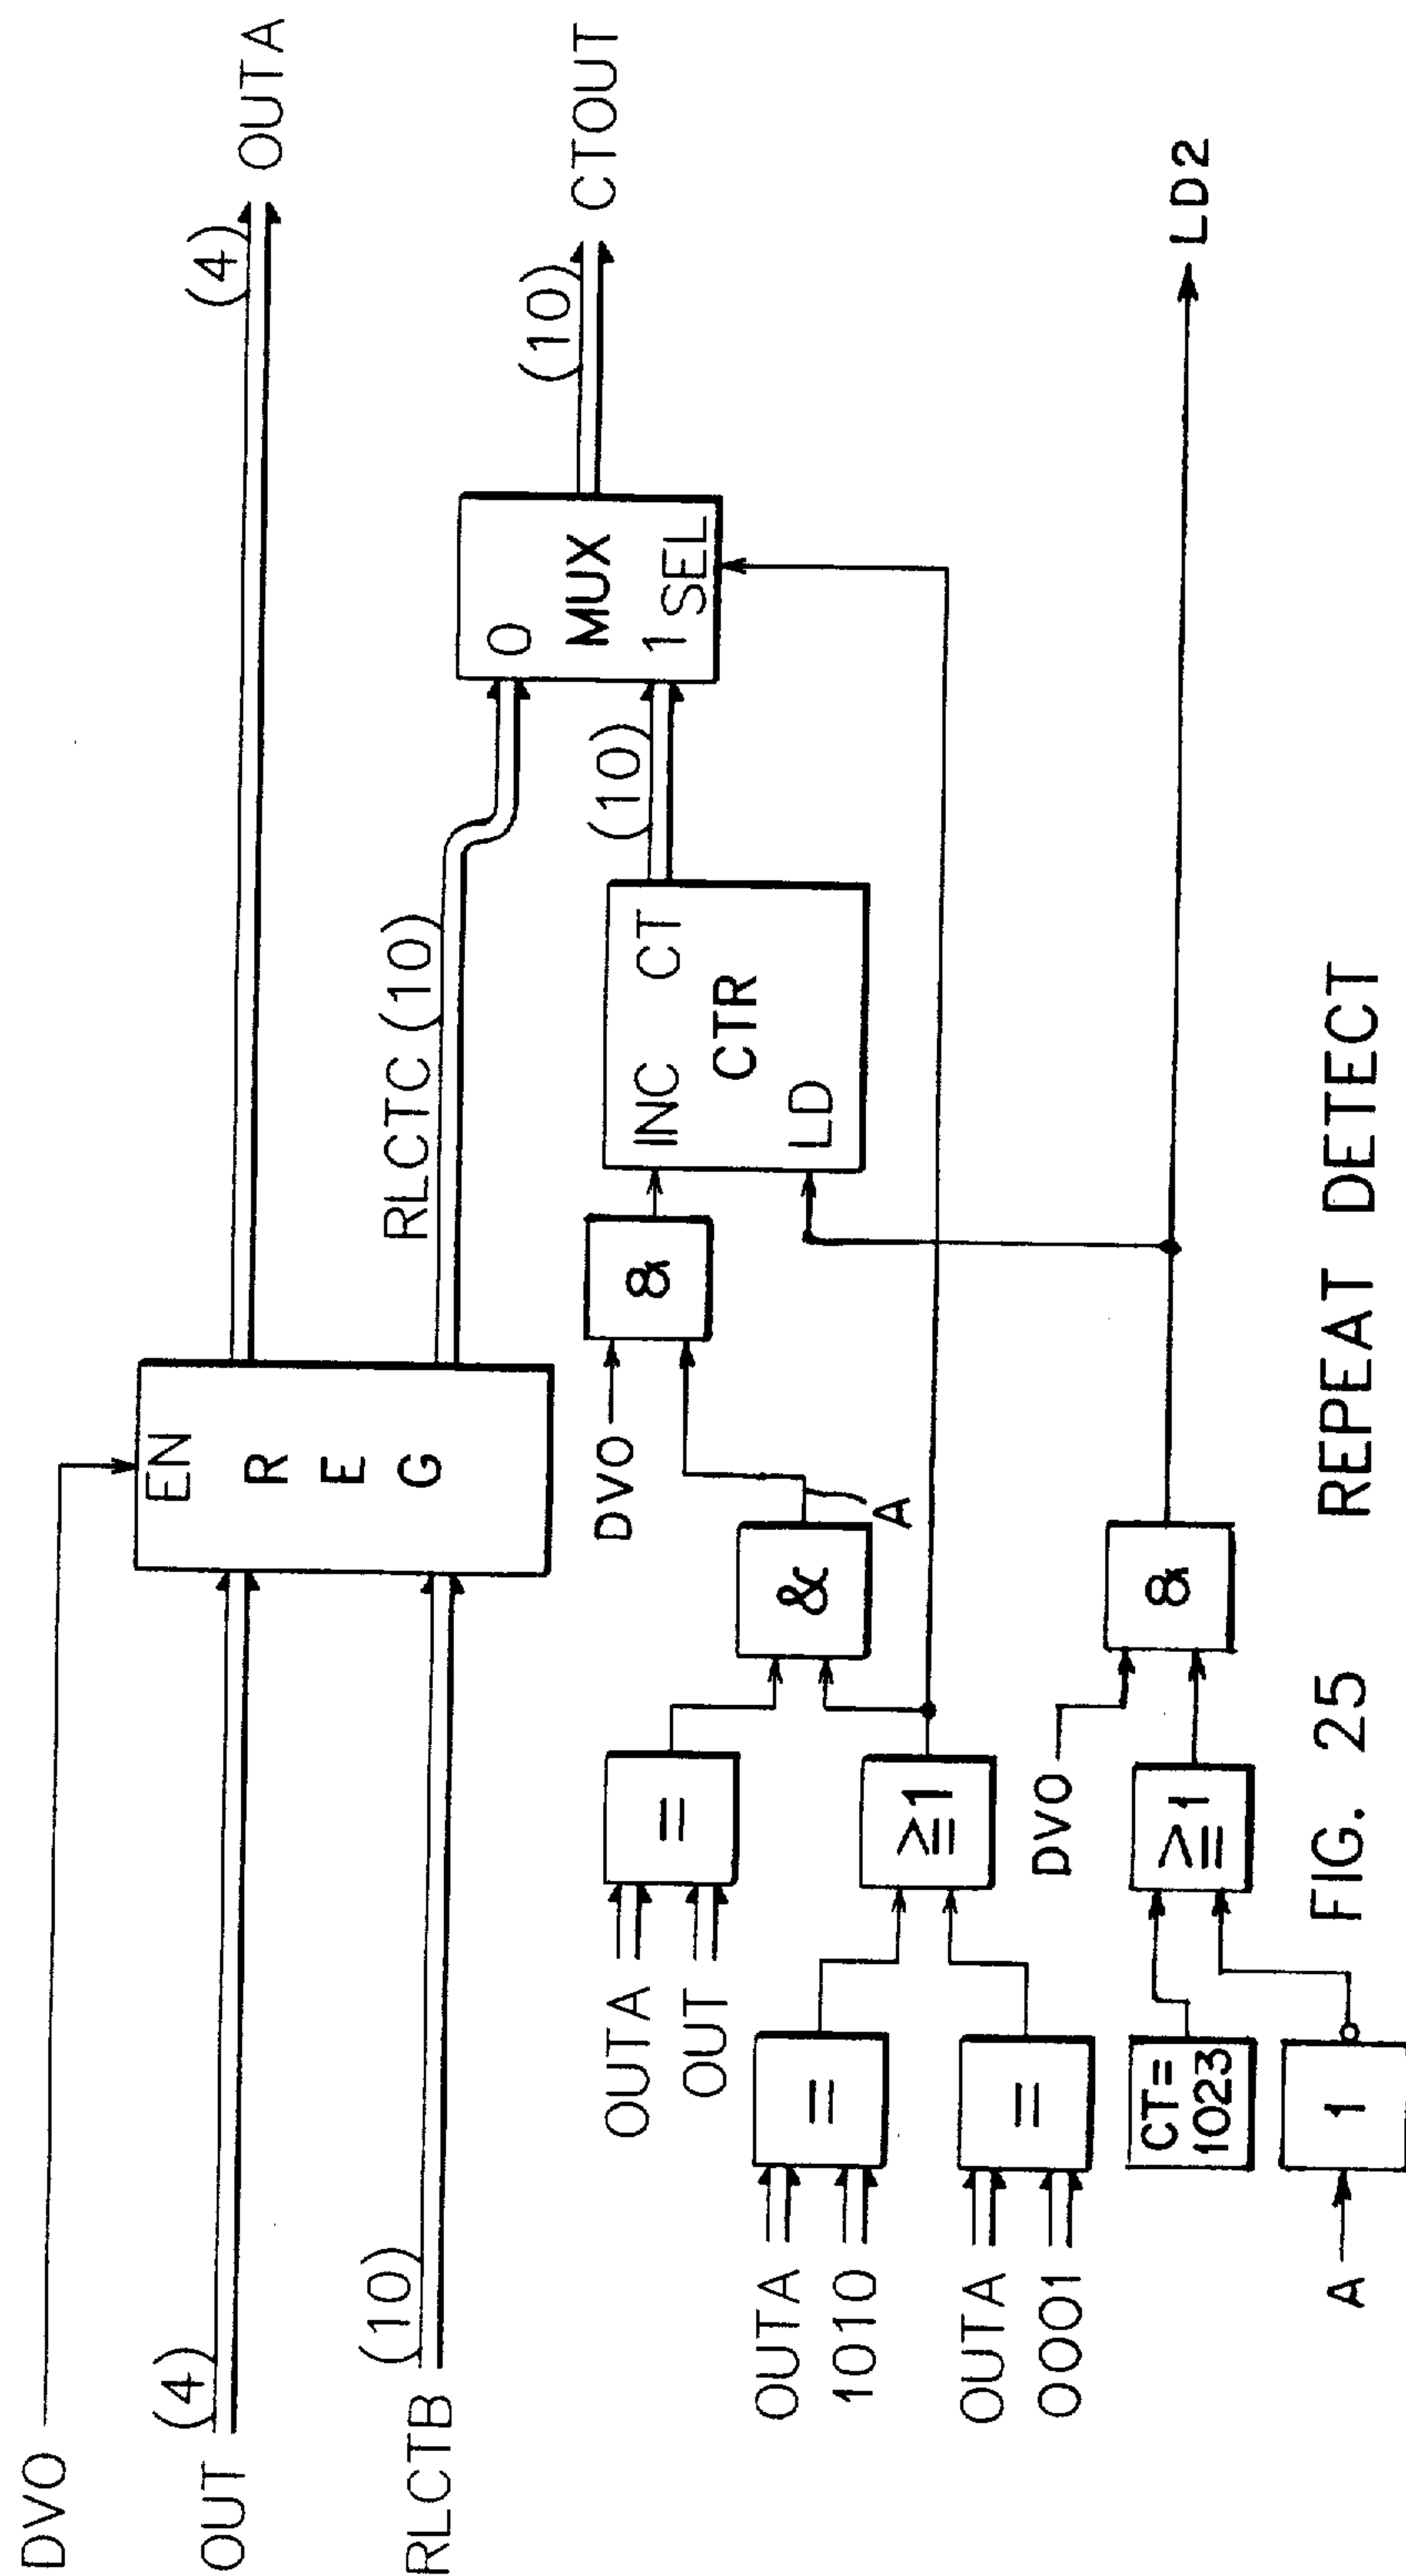 DVO
OUT
(4)
RLCTB
(10)
EN
REG
(4)
OUTA
RLCTC (10)
0
MUX
1
SEL
(10)
CTOUT
OUTA
OUT
=
OUTA
1010
=
OUTA
0001
=
≥1
&
A
DVO
&
INC
CT
CTR
LD
(10)
CT=
1023
A
1
≥1
DVO
&
LD2
FIG. 25 REPEAT DETECT